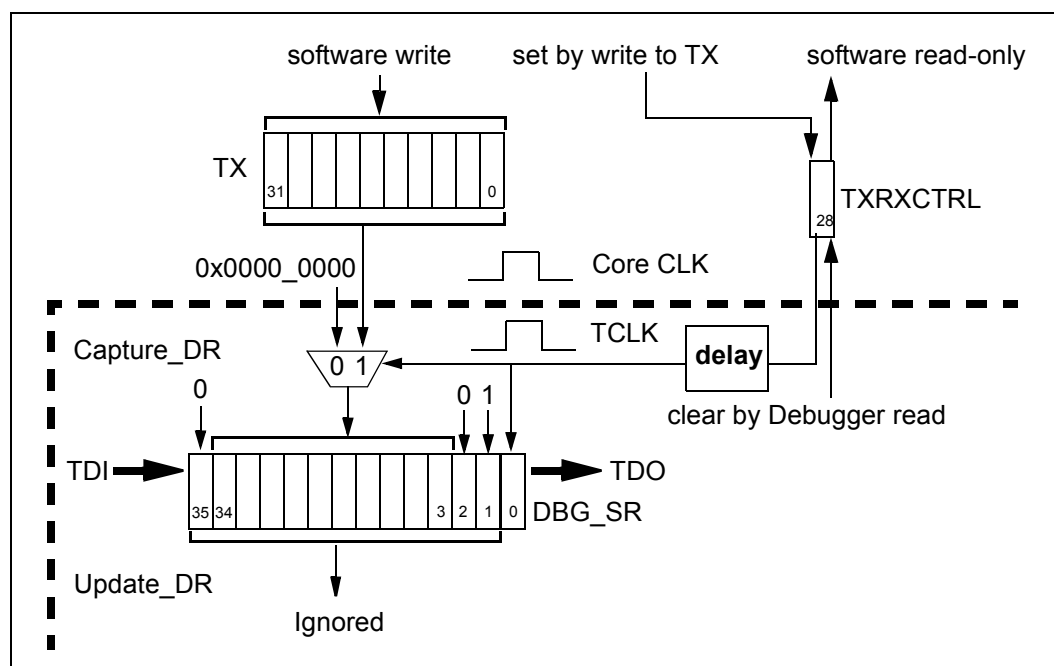 software write
set by write to TX
software read-only
TX
31
0
28
TXRXCTRL
0x0000_0000
Core CLK
TCLK
Capture_DR
0 1
delay
0
0 1
clear by Debugger read
TDI
TDO
35 34 3 2 1 0
DBG_SR
Update_DR
Ignored